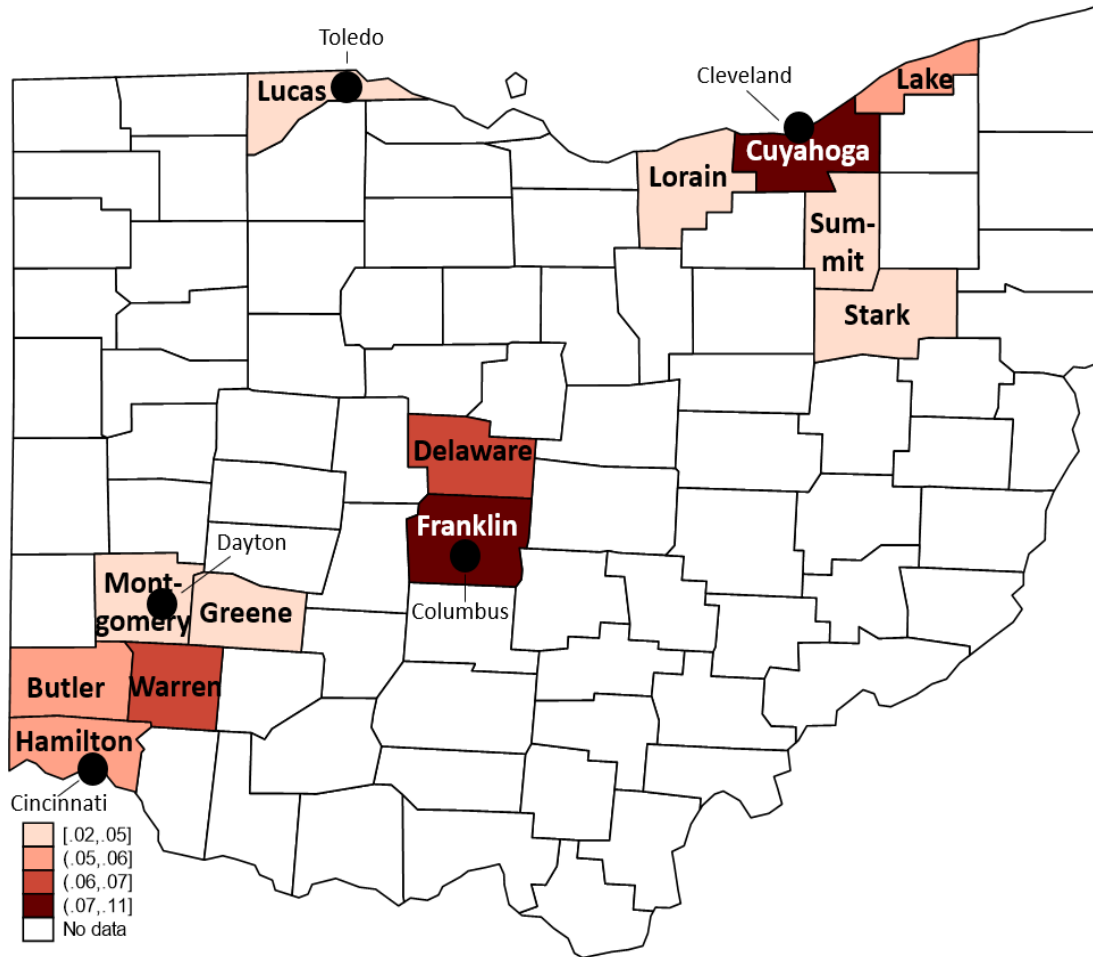 Toledo
Cleveland
Lake
Lucas
Cuyahoga
Lorain
Sum-
mit
Stark
Delaware
Franklin
Dayton
Mont-
gomery
Greene
Columbus
Butler
Warren
Hamilton
Cincinnati
[.02,.05]
(.05,.06]
(.06,.07]
(.07,.11]
No data